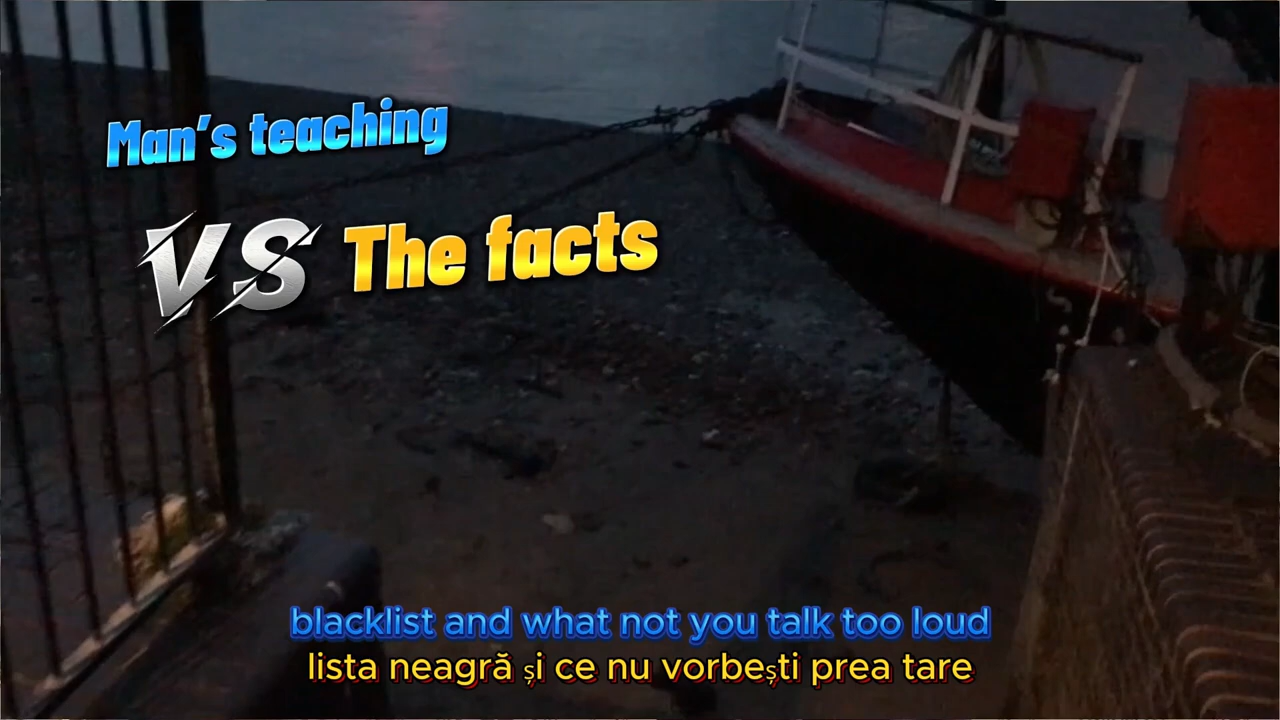 Man's teaching
VS The facts
blacklist and what not you talk too loud
lista neagră și ce nu vorbești prea tare